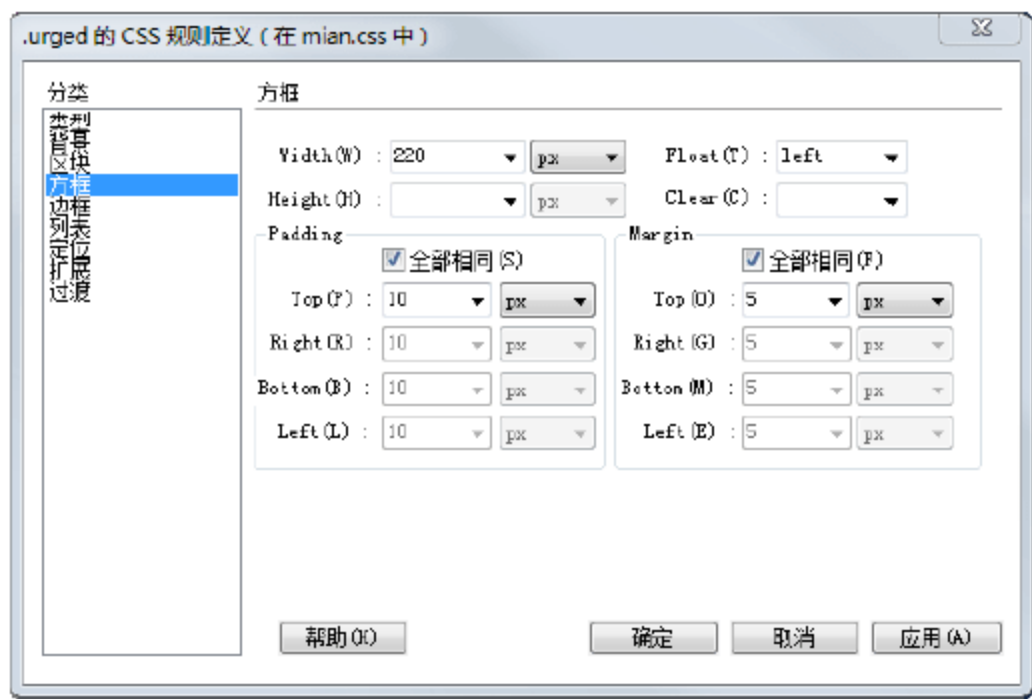 .urged 的 CSS 规则定义（在 mian.css 中）
分类
类型
背景
区块
方框
边框
列表
定位
扩展
过渡
方框
Width(W) : 220 px Float(T) : left
Height(H) : px Clear(C) :
Padding Margin
全部相同(S) 全部相同(F)
Top(P) : 10 px Top(O) : 5 px
Right(R) : 10 px Right(G) : 5 px
Bottom(B) : 10 px Bottom(M) : 5 px
Left(L) : 10 px Left(E) : 5 px
帮助(H) 确定 取消 应用(A)